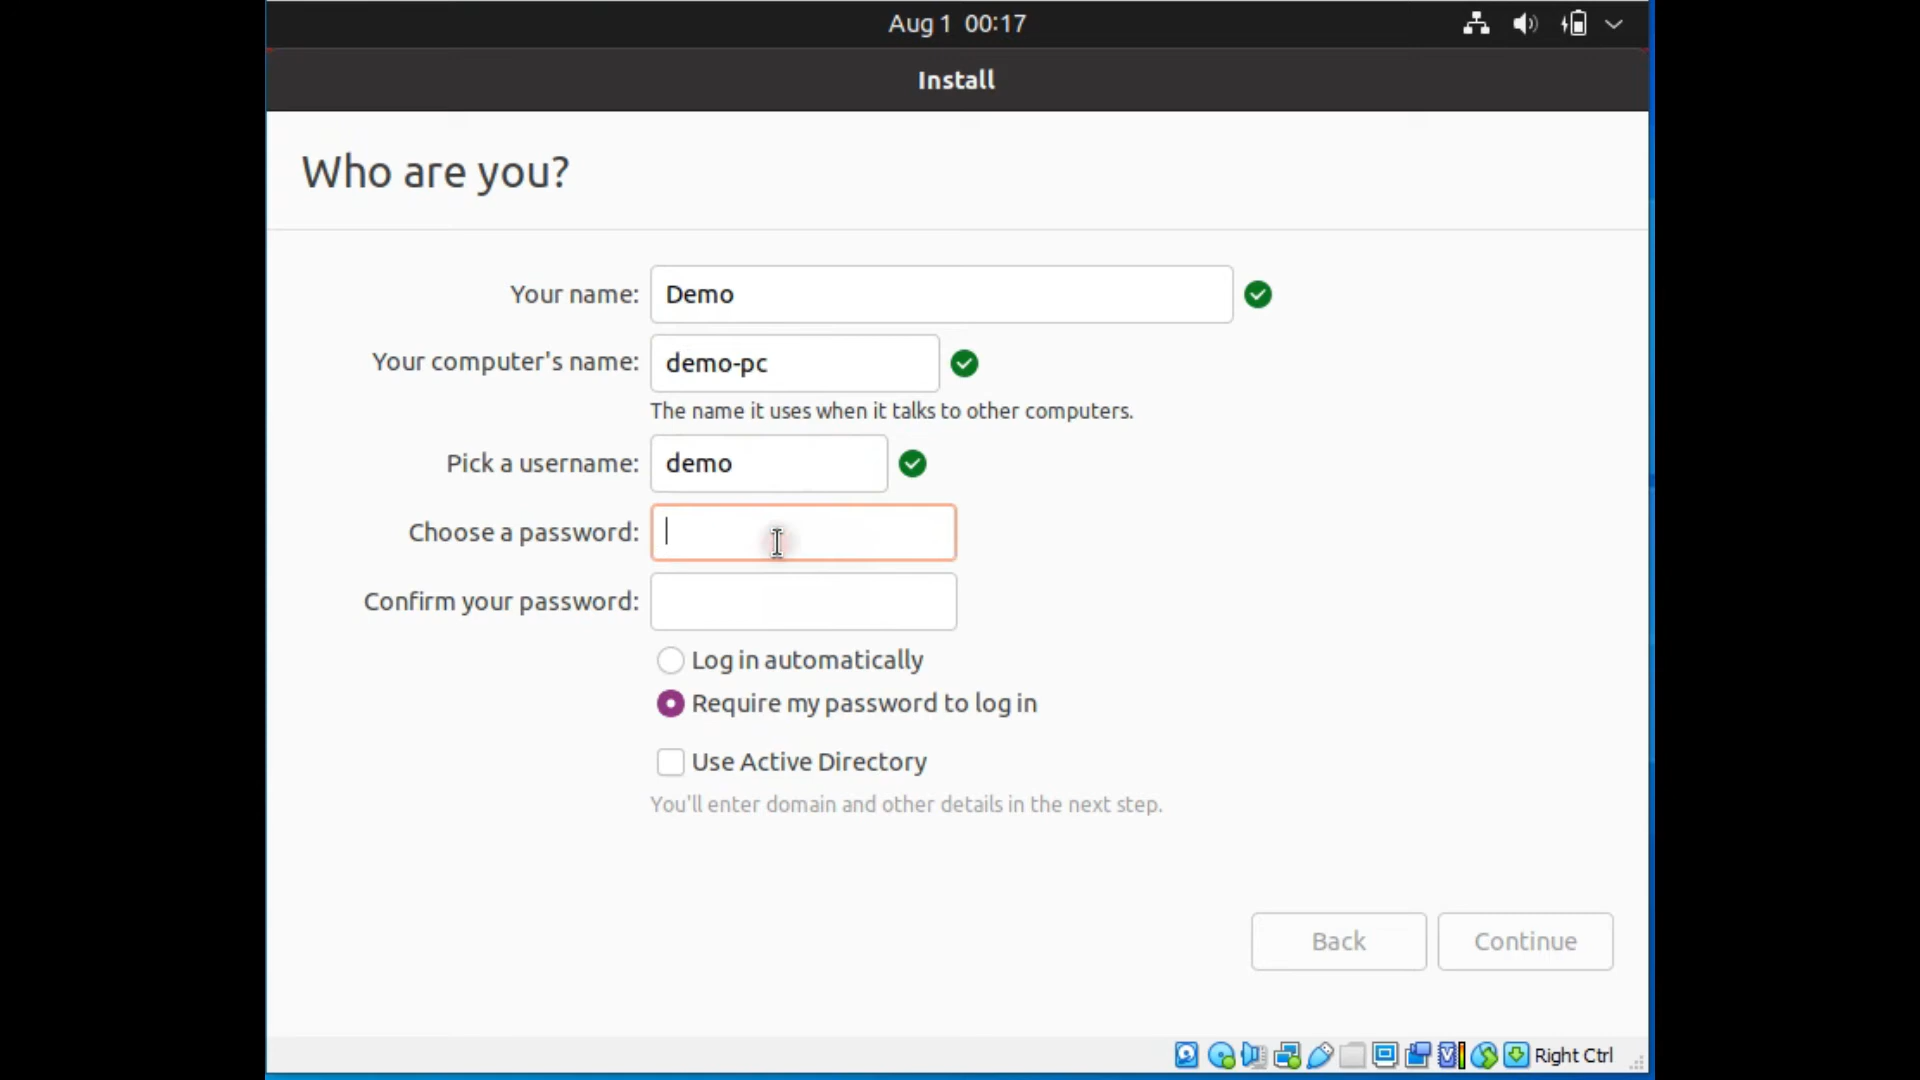 Aug 1 00:17
Install
Who are you?
Your name: Demo
Your computer's name: demo-pc
The name it uses when it talks to other computers.
Pick a username: demo
Choose a password:
Confirm your password:
Log in automatically
Require my password to log in
Use Active Directory
You'll enter domain and other details in the next step.
Back Continue
Right Ctrl